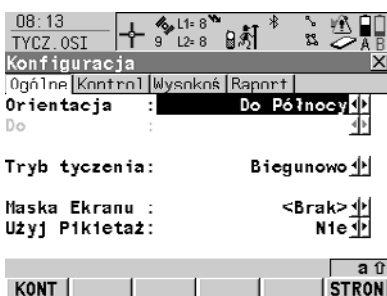 08:13 L1= 8
TYCZ.OSI 9 L2= 8 A B
Konfiguracja X
Ogólne Kontrol Wysokoś Raport
Orientacja : Do Północy
Do :
Tryb tyczenia: Biegunowo
Maska Ekranu : <Brak>
Użyj Pikietaż: Nie
a
KONT STRON